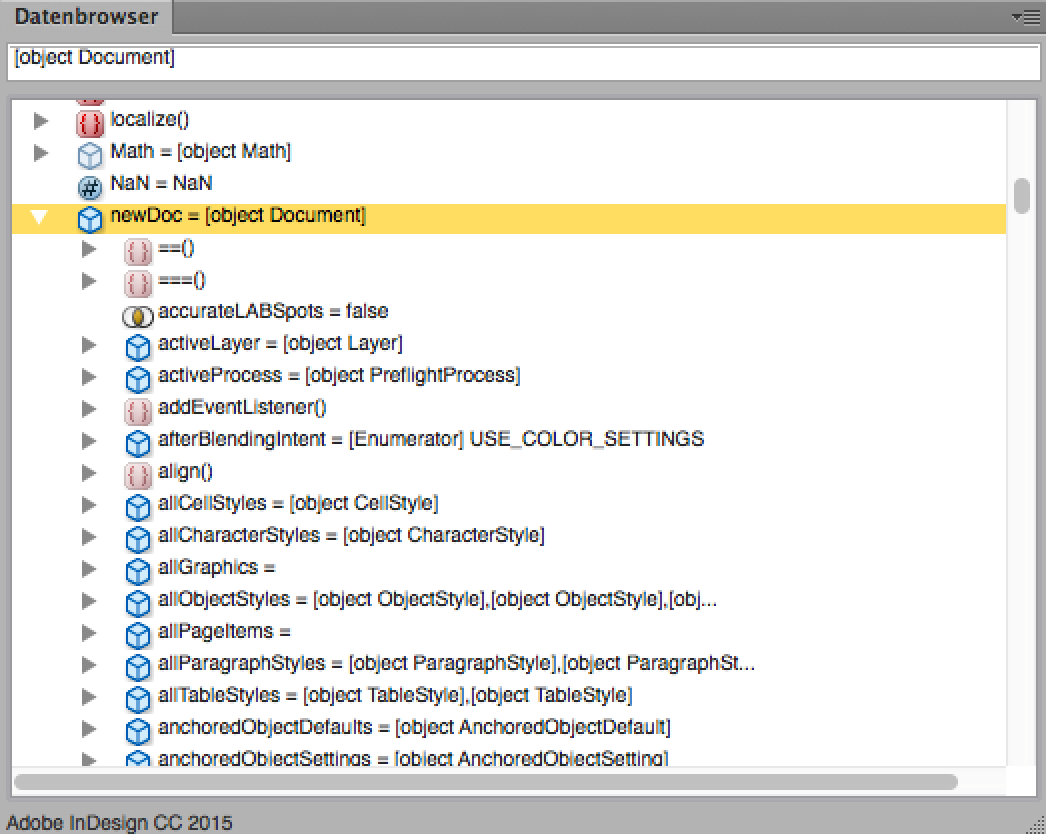 Datenbrowser
[object Document]
localize()
Math = [object Math]
NaN = NaN
newDoc = [object Document]
==()
===()
accurateLABSpots = false
activeLayer = [object Layer]
activeProcess = [object PreflightProcess]
addEventListener()
afterBlendingIntent = [Enumerator] USE_COLOR_SETTINGS
align()
allCellStyles = [object CellStyle]
allCharacterStyles = [object CharacterStyle]
allGraphics =
allObjectStyles = [object ObjectStyle],[object ObjectStyle],[obj...
allPageItems =
allParagraphStyles = [object ParagraphStyle],[object ParagraphSt...
allTableStyles = [object TableStyle],[object TableStyle]
anchoredObjectDefaults = [object AnchoredObjectDefault]
anchoredObjectSettings = [object AnchoredObjectSetting]
Adobe InDesign CC 2015